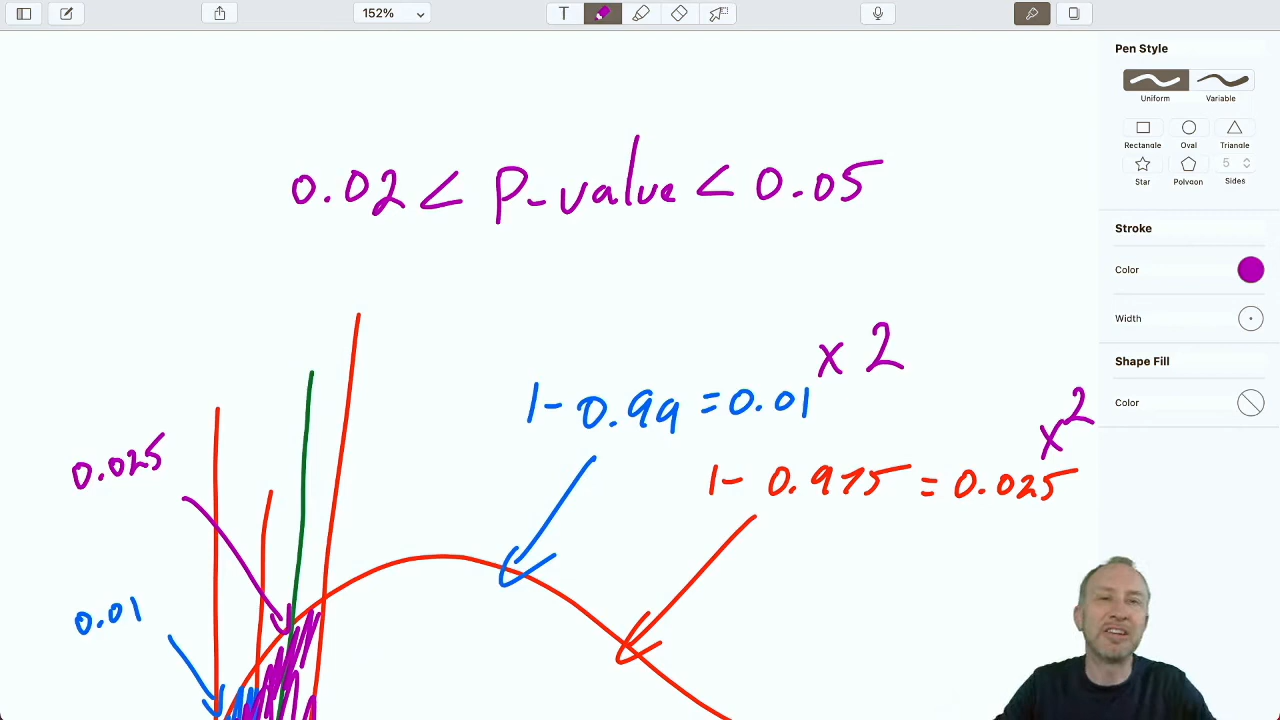 152%
T
Pen Style
Uniform Variable
Rectangle Oval Triangle
5
Star Polygon Sides
Stroke
Color
Width
Shape Fill
Color
0.02 < P-value < 0.05
1-0.99 = 0.01 x 2
1-0.975 = 0.025 x 2
0.025
0.01